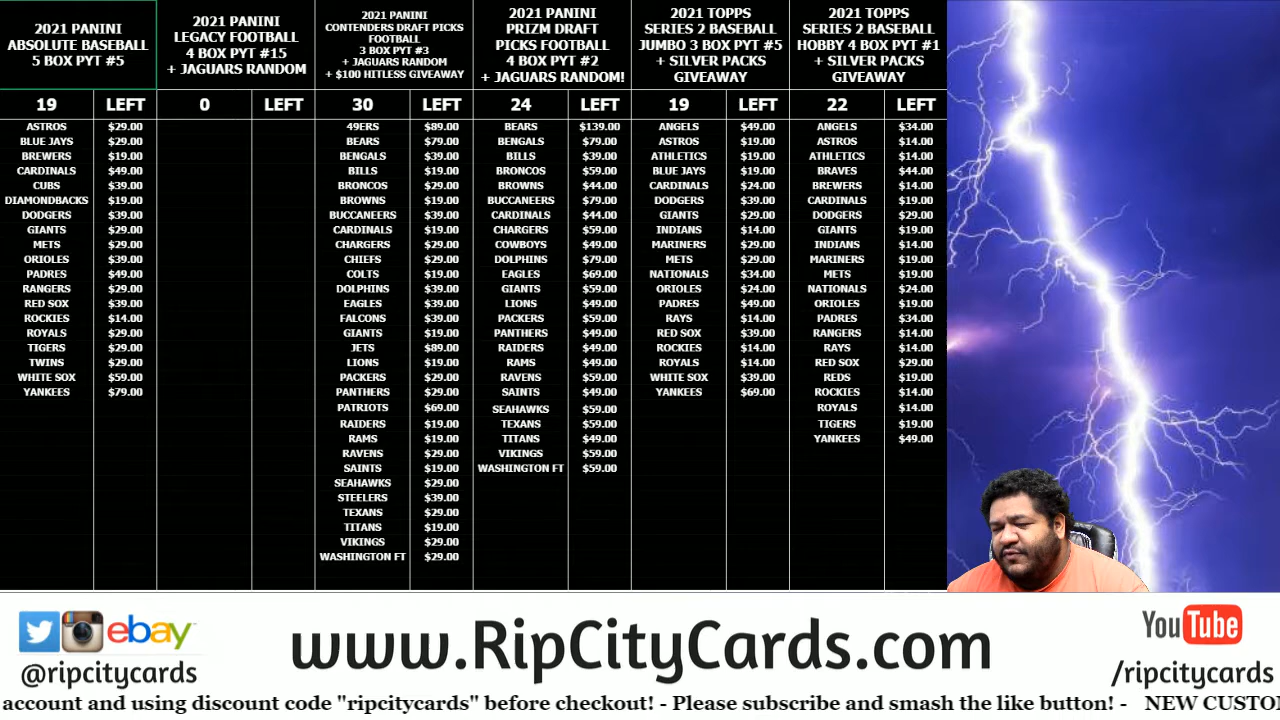 2021 PANINI
ABSOLUTE BASEBALL
5 BOX PYT #5
19 LEFT
ASTROS $29.00
BLUE JAYS $29.00
BREWERS $19.00
CARDINALS $49.00
CUBS $39.00
DIAMONDBACKS $19.00
DODGERS $39.00
GIANTS $29.00
METS $29.00
ORIOLES $39.00
PADRES $49.00
RANGERS $29.00
RED SOX $39.00
ROCKIES $14.00
ROYALS $29.00
TIGERS $29.00
TWINS $29.00
WHITE SOX $59.00
YANKEES $79.00
2021 PANINI
LEGACY FOOTBALL
4 BOX PYT #15
+ JAGUARS RANDOM
0 LEFT
2021 PANINI
CONTENDERS DRAFT PICKS
FOOTBALL
3 BOX PYT #3
+ JAGUARS RANDOM
+ $100 HITLESS GIVEAWAY
30 LEFT
49ERS $89.00
BEARS $79.00
BENGALS $39.00
BILLS $19.00
BRONCOS $29.00
BROWNS $19.00
BUCCANEERS $39.00
CARDINALS $19.00
CHARGERS $29.00
CHIEFS $29.00
COLTS $19.00
DOLPHINS $39.00
EAGLES $39.00
FALCONS $39.00
GIANTS $19.00
JETS $89.00
LIONS $19.00
PACKERS $29.00
PANTHERS $29.00
PATRIOTS $69.00
RAIDERS $19.00
RAMS $19.00
RAVENS $29.00
SAINTS $19.00
SEAHAWKS $29.00
STEELERS $39.00
TEXANS $29.00
TITANS $19.00
VIKINGS $29.00
WASHINGTON FT $29.00
2021 PANINI
PRIZM DRAFT
PICKS FOOTBALL
4 BOX PYT #2
+ JAGUARS RANDOM!
24 LEFT
BEARS $139.00
BENGALS $79.00
BILLS $39.00
BRONCOS $59.00
BROWNS $44.00
BUCCANEERS $79.00
CARDINALS $44.00
CHARGERS $59.00
COWBOYS $49.00
DOLPHINS $79.00
EAGLES $69.00
GIANTS $59.00
LIONS $49.00
PACKERS $59.00
PANTHERS $49.00
RAIDERS $49.00
RAMS $49.00
RAVENS $59.00
SAINTS $49.00
SEAHAWKS $59.00
TEXANS $59.00
TITANS $49.00
VIKINGS $59.00
WASHINGTON FT $59.00
2021 TOPPS
SERIES 2 BASEBALL
JUMBO 3 BOX PYT #5
+ SILVER PACKS
GIVEAWAY
19 LEFT
ANGELS $49.00
ASTROS $19.00
ATHLETICS $19.00
BLUE JAYS $19.00
CARDINALS $24.00
DODGERS $39.00
GIANTS $29.00
INDIANS $14.00
MARINERS $29.00
METS $29.00
NATIONALS $34.00
ORIOLES $24.00
PADRES $49.00
RAYS $14.00
RED SOX $39.00
ROCKIES $14.00
ROYALS $14.00
WHITE SOX $39.00
YANKEES $69.00
2021 TOPPS
SERIES 2 BASEBALL
HOBBY 4 BOX PYT #1
+ SILVER PACKS
GIVEAWAY
22 LEFT
ANGELS $34.00
ASTROS $14.00
ATHLETICS $14.00
BRAVES $44.00
BREWERS $14.00
CARDINALS $19.00
DODGERS $29.00
GIANTS $19.00
INDIANS $14.00
MARINERS $19.00
METS $19.00
NATIONALS $24.00
ORIOLES $19.00
PADRES $34.00
RANGERS $14.00
RAYS $14.00
RED SOX $29.00
REDS $19.00
ROCKIES $14.00
ROYALS $14.00
TIGERS $19.00
YANKEES $49.00
ebay
@ripcitycards
www.RipCityCards.com
YouTube
/ripcitycards
account and using discount code "ripcitycards" before checkout! - Please subscribe and smash the like button! - NEW CUSTO